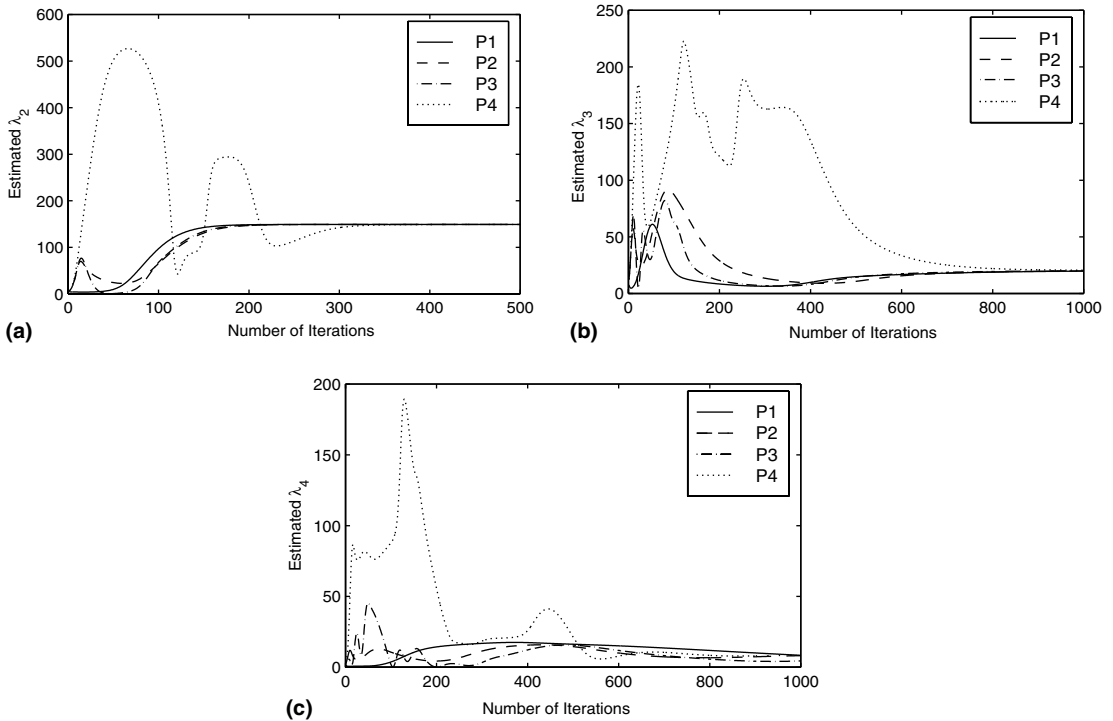 600
500
400
300
200
100
0
Estimated λ2
0 100 200 300 400 500
Number of Iterations
P1
P2
P3
P4
(a)
250
200
150
100
50
0
Estimated λ3
0 200 400 600 800 1000
Number of Iterations
P1
P2
P3
P4
(b)
200
150
100
50
0
Estimated λ4
0 200 400 600 800 1000
Number of Iterations
P1
P2
P3
P4
(c)